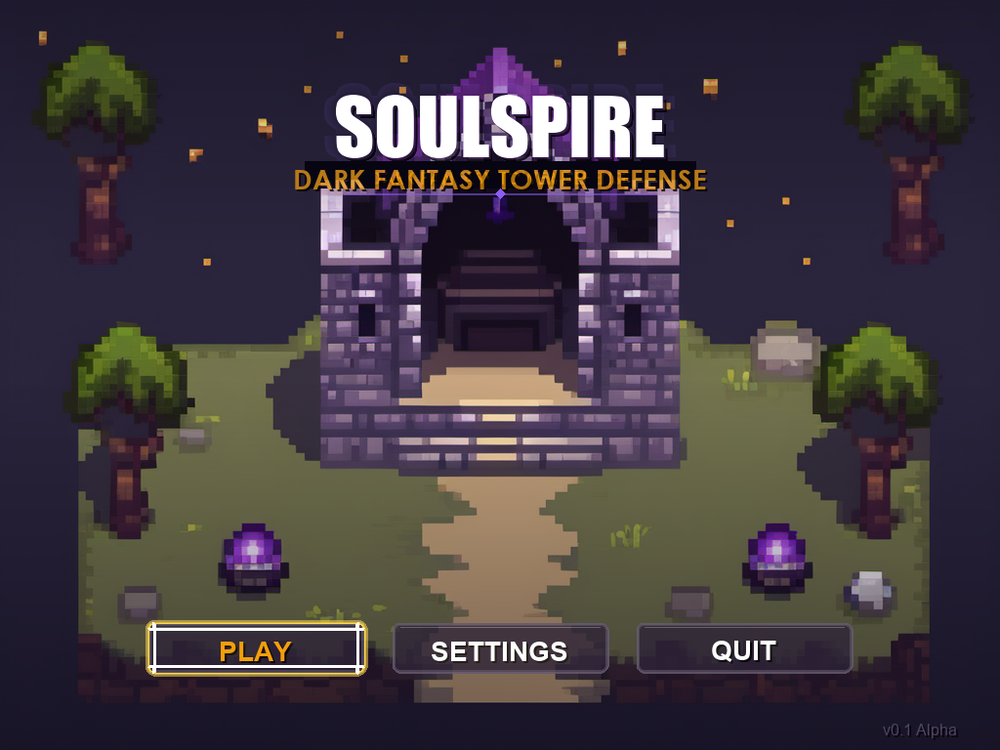 SOULSPIRE
DARK FANTASY TOWER DEFENSE
PLAY
SETTINGS
QUIT
v0.1 Alpha